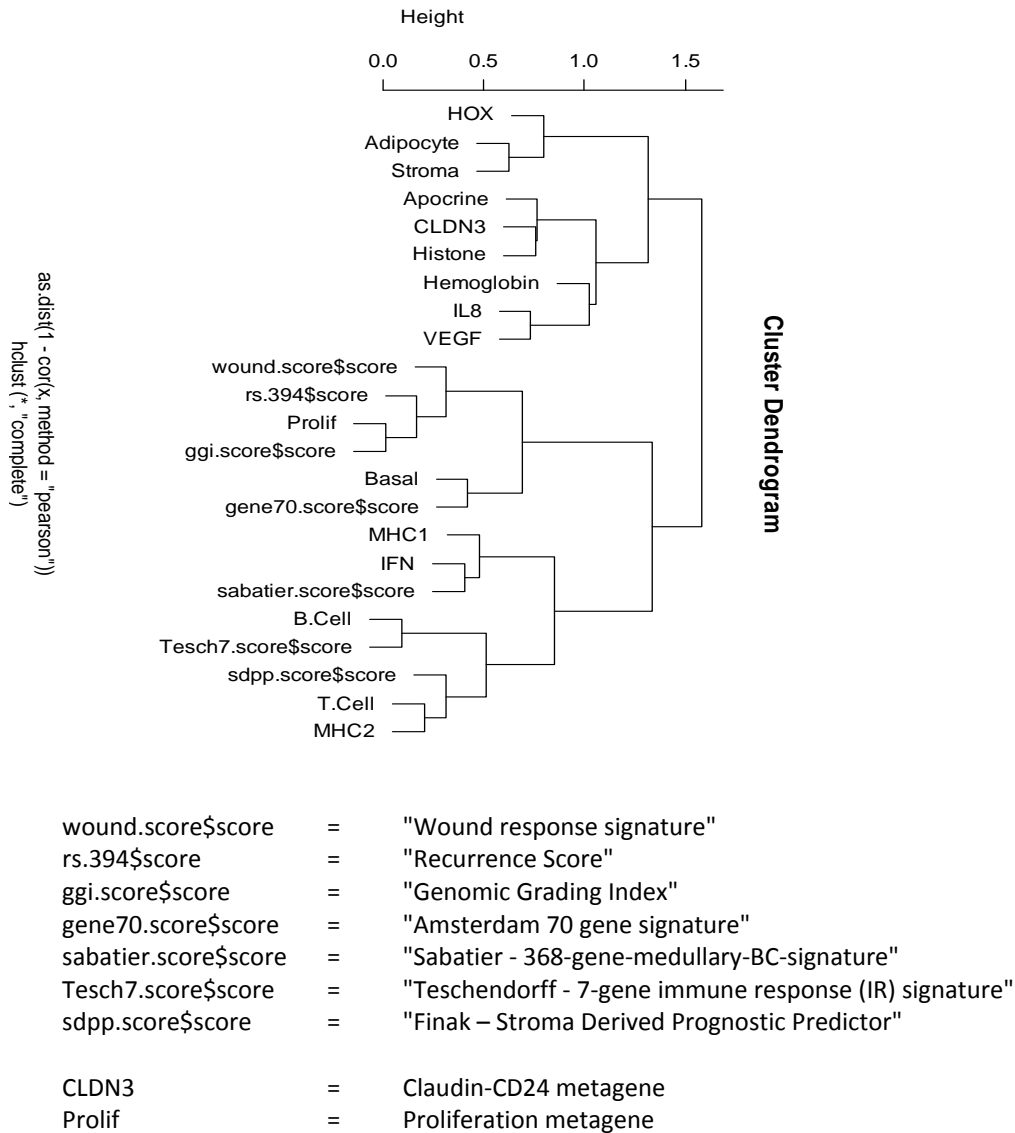 Height
0.0 0.5 1.0 1.5
HOX
Adipocyte
Stroma
Apocrine
CLDN3
Histone
Hemoglobin
IL8
VEGF
wound.score$score
rs.394$score
Prolif
ggi.score$score
Basal
gene70.score$score
MHC1
IFN
sabatier.score$score
B.Cell
Tesch7.score$score
sdpp.score$score
T.Cell
MHC2
Cluster Dendrogram
as.dist(1 - cor(x, method = "pearson"))
hclust (*, "complete")
wound.score$score = "Wound response signature"
rs.394$score = "Recurrence Score"
ggi.score$score = "Genomic Grading Index"
gene70.score$score = "Amsterdam 70 gene signature"
sabatier.score$score = "Sabatier - 368-gene-medullary-BC-signature"
Tesch7.score$score = "Teschendorff - 7-gene immune response (IR) signature"
sdpp.score$score = "Finak – Stroma Derived Prognostic Predictor"
CLDN3 = Claudin-CD24 metagene
Prolif = Proliferation metagene